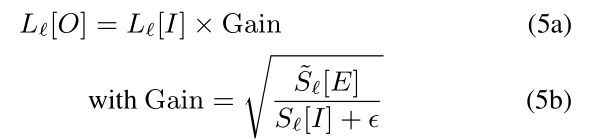 L_ℓ[O] = L_ℓ[I] × Gain (5a)
with Gain = √(S̃_ℓ[E] / (S_ℓ[I] + ϵ)) (5b)